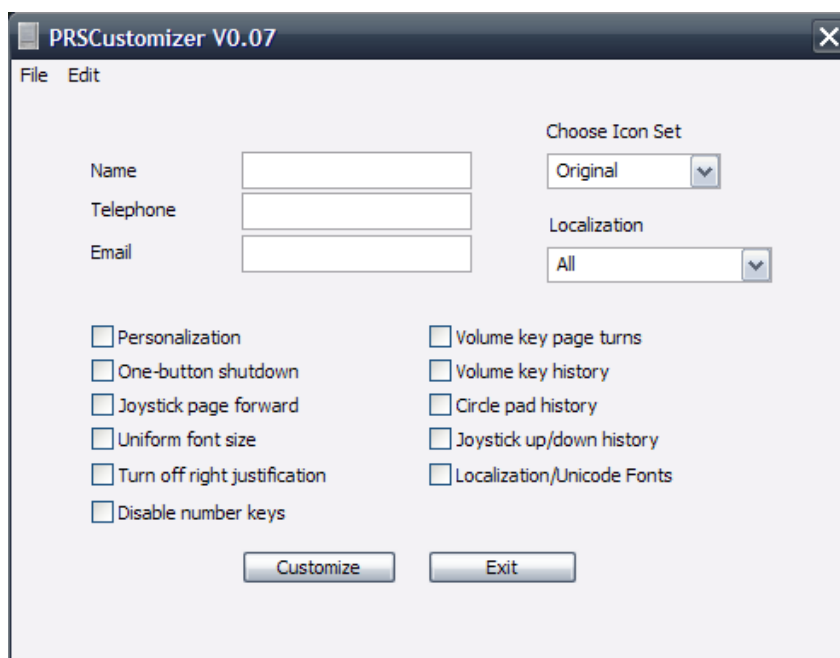 PRSCustomizer V0.07
File Edit
Choose Icon Set
Name
Original
Telephone
Localization
Email
All
Personalization
Volume key page turns
One-button shutdown
Volume key history
Joystick page forward
Circle pad history
Uniform font size
Joystick up/down history
Turn off right justification
Localization/Unicode Fonts
Disable number keys
Customize
Exit